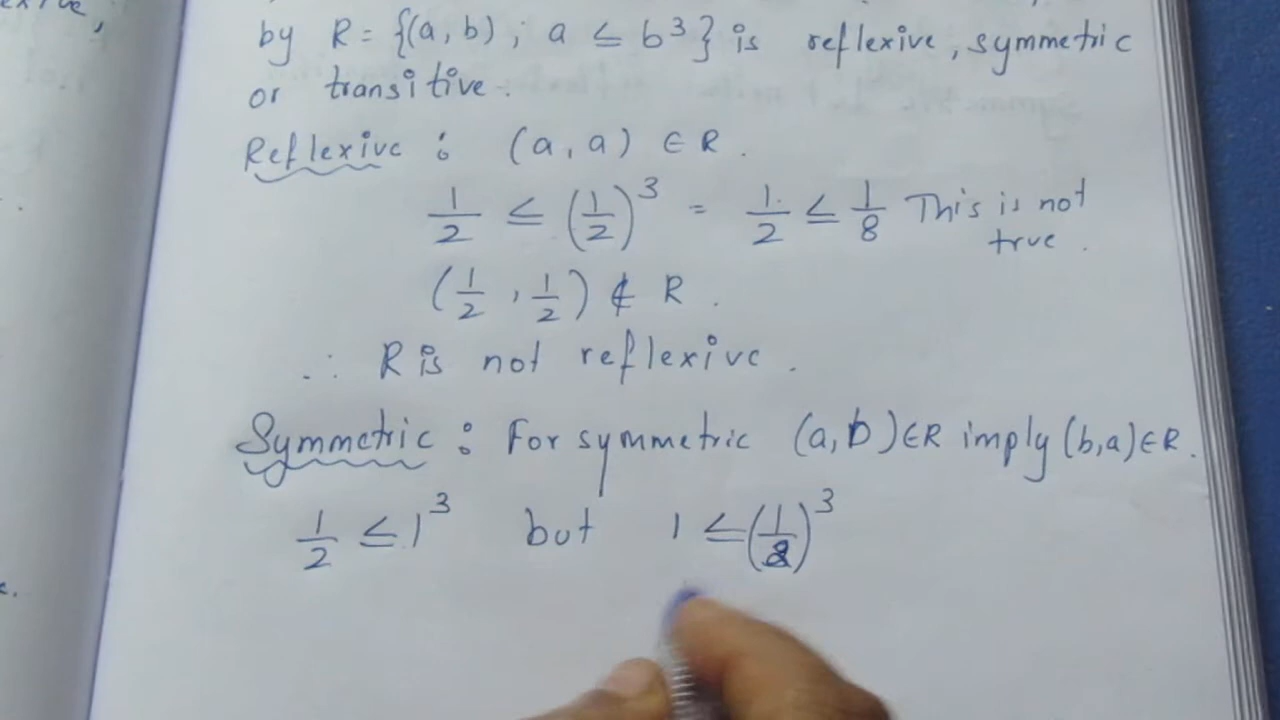 by R = {(a, b) ; a ≤ b³} is reflexive, symmetric
or transitive.
Reflexive : (a, a) ∈ R.
1/2 ≤ (1/2)³ = 1/2 ≤ 1/8 This is not
true.
(1/2, 1/2) ∉ R.
∴ R is not reflexive.
Symmetric : For symmetric (a, b) ∈ R imply (b, a) ∈ R.
1/2 ≤ 1³ but 1 ≤ (1/2)³